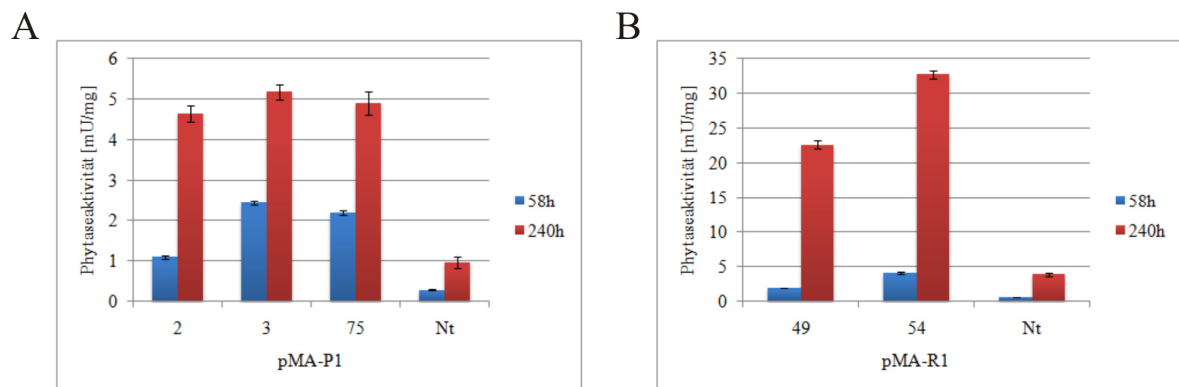 A
Phytaseaktivität [mU/mg]
6
5
4
3
2
1
0
2 3 75 Nt
pMA-P1
58h
240h
B
Phytaseaktivität [mU/mg]
35
30
25
20
15
10
5
0
49 54 Nt
pMA-R1
58h
240h